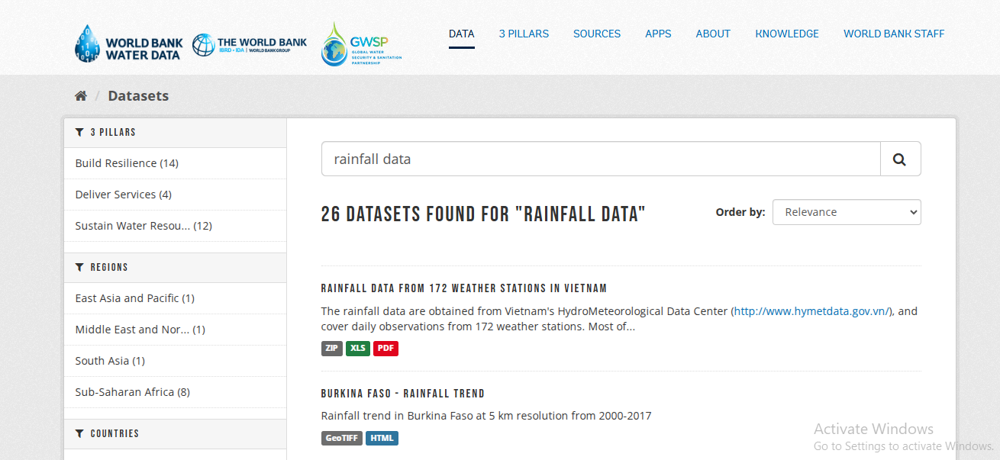 WORLD BANK
WATER DATA
THE WORLD BANK
IBRD • IDA | WORLD BANK GROUP
GWSP
GLOBAL WATER
SECURITY & SANITATION
PARTNERSHIP
DATA
3 PILLARS
SOURCES
APPS
ABOUT
KNOWLEDGE
WORLD BANK STAFF
/ Datasets
3 PILLARS
Build Resilience (14)
Deliver Services (4)
Sustain Water Resou... (12)
REGIONS
East Asia and Pacific (1)
Middle East and Nor... (1)
South Asia (1)
Sub-Saharan Africa (8)
COUNTRIES
rainfall data
26 DATASETS FOUND FOR "RAINFALL DATA"
Order by:
Relevance
RAINFALL DATA FROM 172 WEATHER STATIONS IN VIETNAM
The rainfall data are obtained from Vietnam's HydroMeteorological Data Center (http://www.hymetdata.gov.vn/), and
cover daily observations from 172 weather stations. Most of...
ZIP XLS PDF
BURKINA FASO - RAINFALL TREND
Rainfall trend in Burkina Faso at 5 km resolution from 2000-2017
GeoTIFF HTML
Activate Windows
Go to Settings to activate Windows.